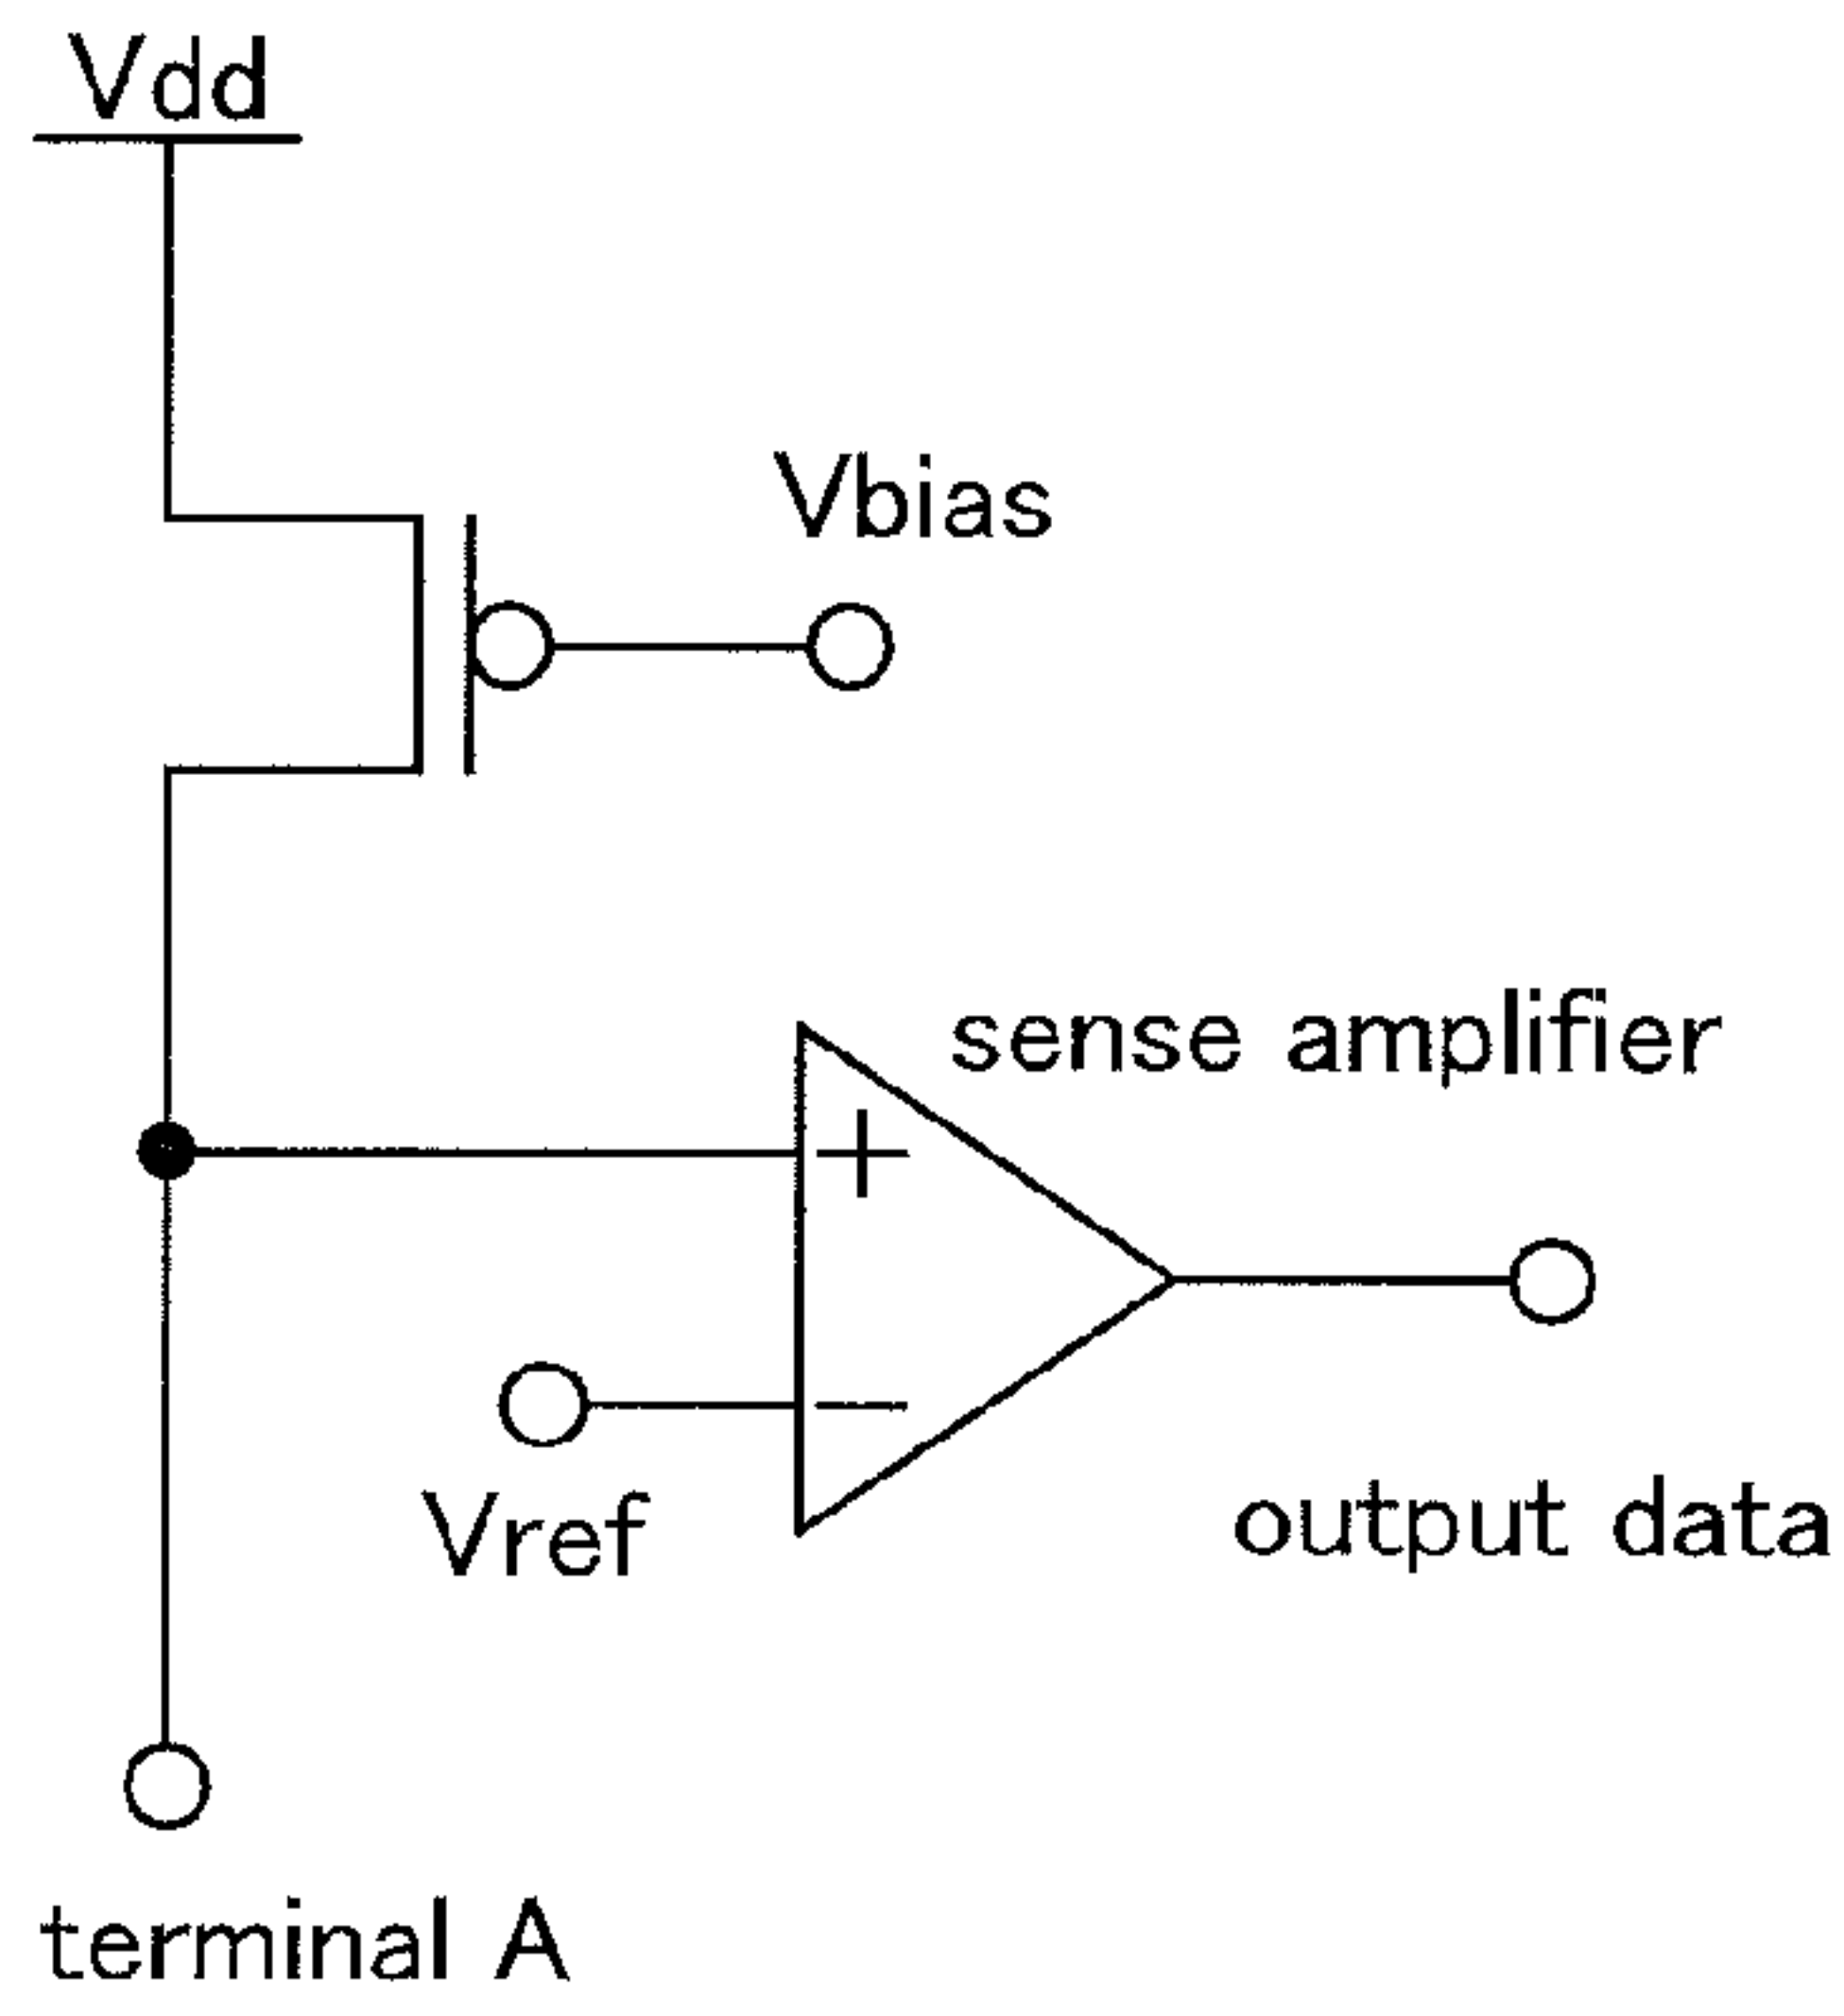 Vdd
Vbias
sense amplifier
+
−
Vref
output data
terminal A